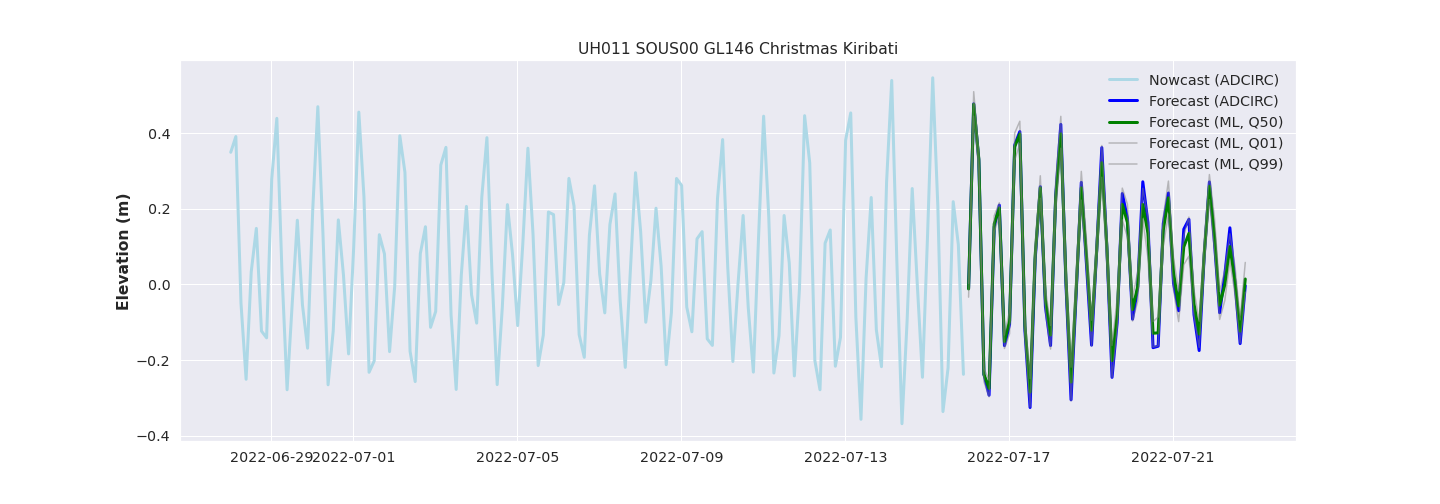 UH011 SOUS00 GL146 Christmas Kiribati
Nowcast (ADCIRC)
Forecast (ADCIRC)
Forecast (ML, Q50)
Forecast (ML, Q01)
Forecast (ML, Q99)
Elevation (m)
0.4
0.2
0.0
−0.2
−0.4
2022-06-29
2022-07-01
2022-07-05
2022-07-09
2022-07-13
2022-07-17
2022-07-21